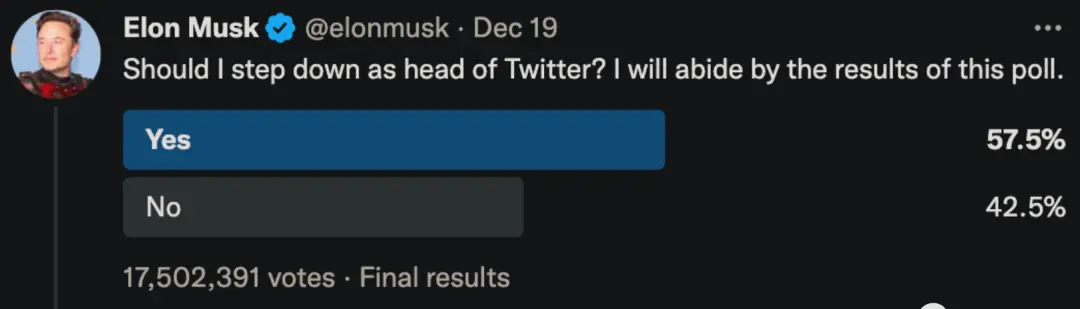 Elon Musk @elonmusk · Dec 19
Should I step down as head of Twitter? I will abide by the results of this poll.
Yes 57.5%
No 42.5%
17,502,391 votes · Final results